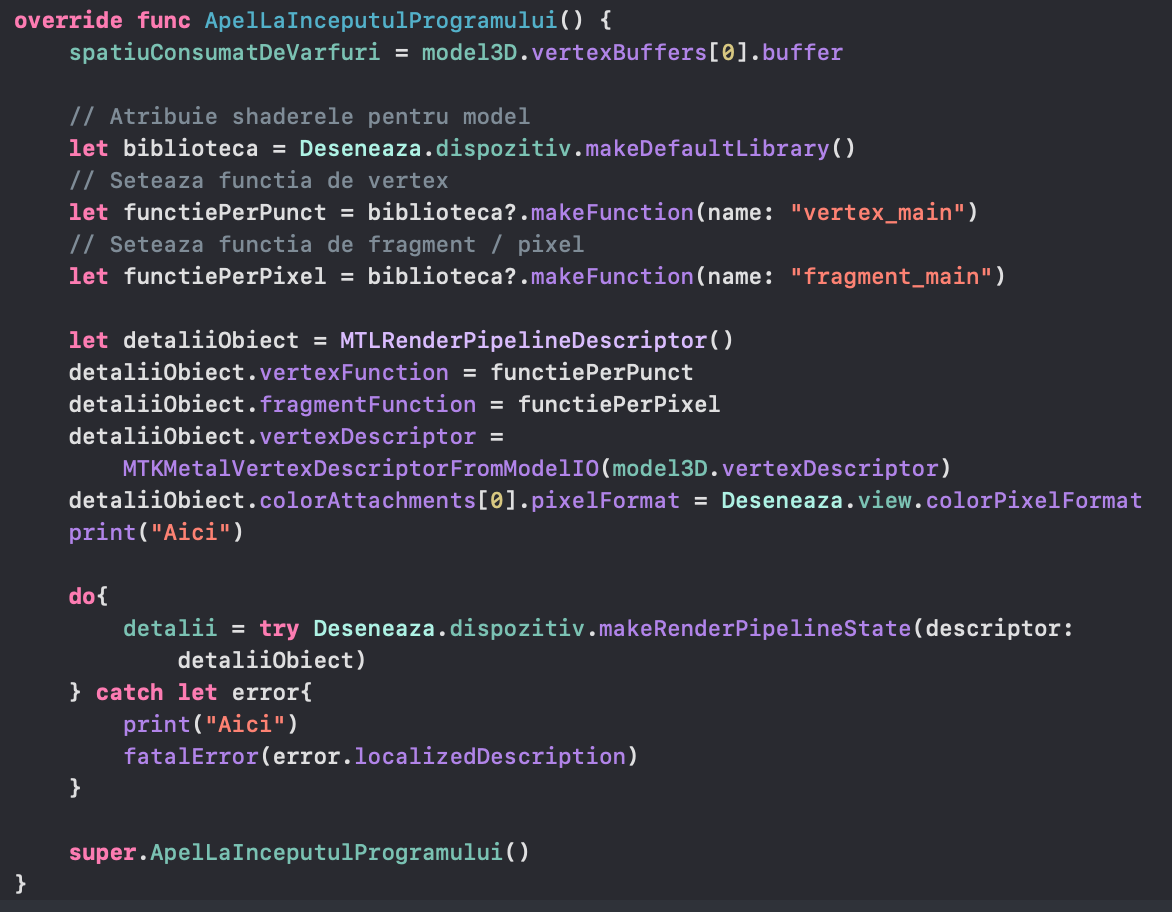 override func ApelLaInceputulProgramului() {
spatiuConsumatDeVarfuri = model3D.vertexBuffers[0].buffer
// Atribuie shaderele pentru model
let biblioteca = Deseneaza.dispozitiv.makeDefaultLibrary()
// Seteaza functia de vertex
let functiePerPunct = biblioteca?.makeFunction(name: "vertex_main")
// Seteaza functia de fragment / pixel
let functiePerPixel = biblioteca?.makeFunction(name: "fragment_main")
let detaliiObiect = MTLRenderPipelineDescriptor()
detaliiObiect.vertexFunction = functiePerPunct
detaliiObiect.fragmentFunction = functiePerPixel
detaliiObiect.vertexDescriptor =
MTKMetalVertexDescriptorFromModelIO(model3D.vertexDescriptor)
detaliiObiect.colorAttachments[0].pixelFormat = Deseneaza.view.colorPixelFormat
print("Aici")
do{
detalii = try Deseneaza.dispozitiv.makeRenderPipelineState(descriptor:
detaliiObiect)
} catch let error{
print("Aici")
fatalError(error.localizedDescription)
}
super.ApelLaInceputulProgramului()
}